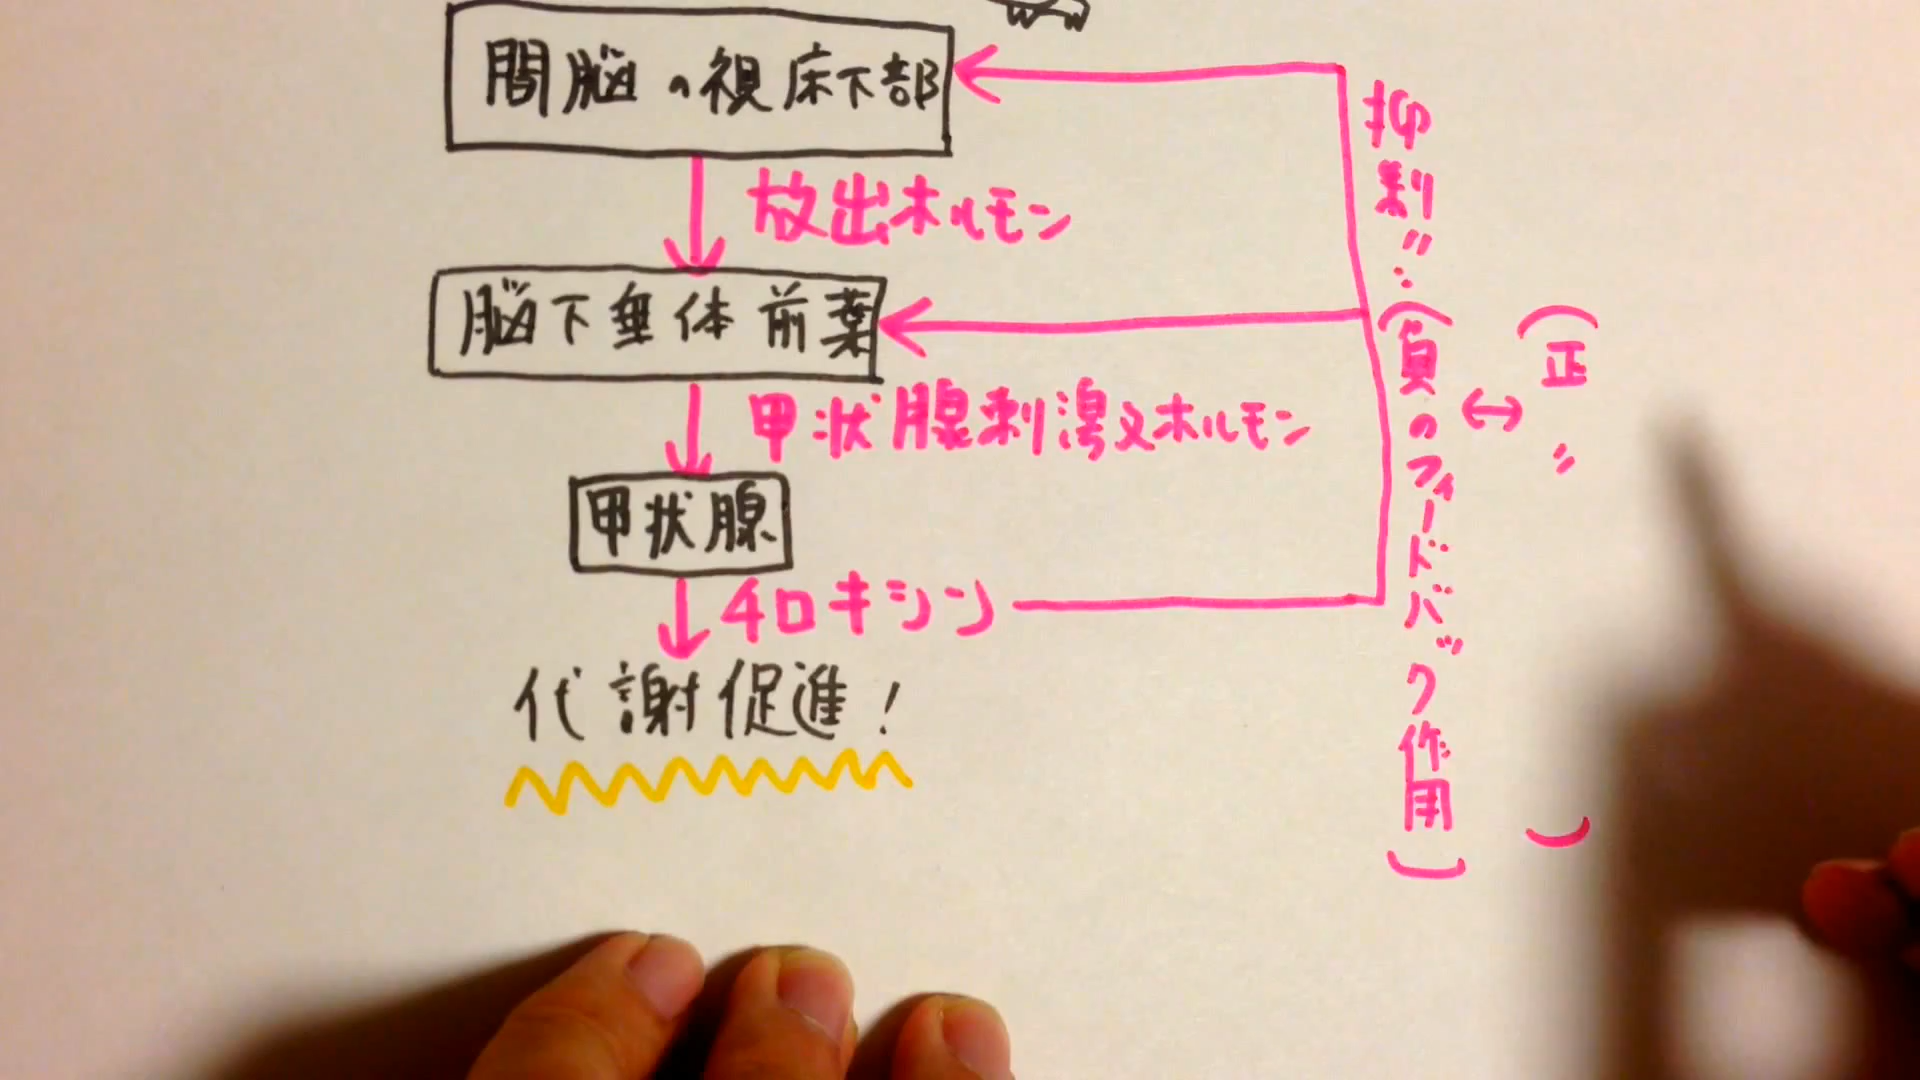 間脳の視床下部
放出ホルモン
脳下垂体前葉
甲状腺刺激ホルモン
甲状腺
チロキシン
代謝促進!
抑制〃…(負のフィードバック作用)
↔
(正〃)